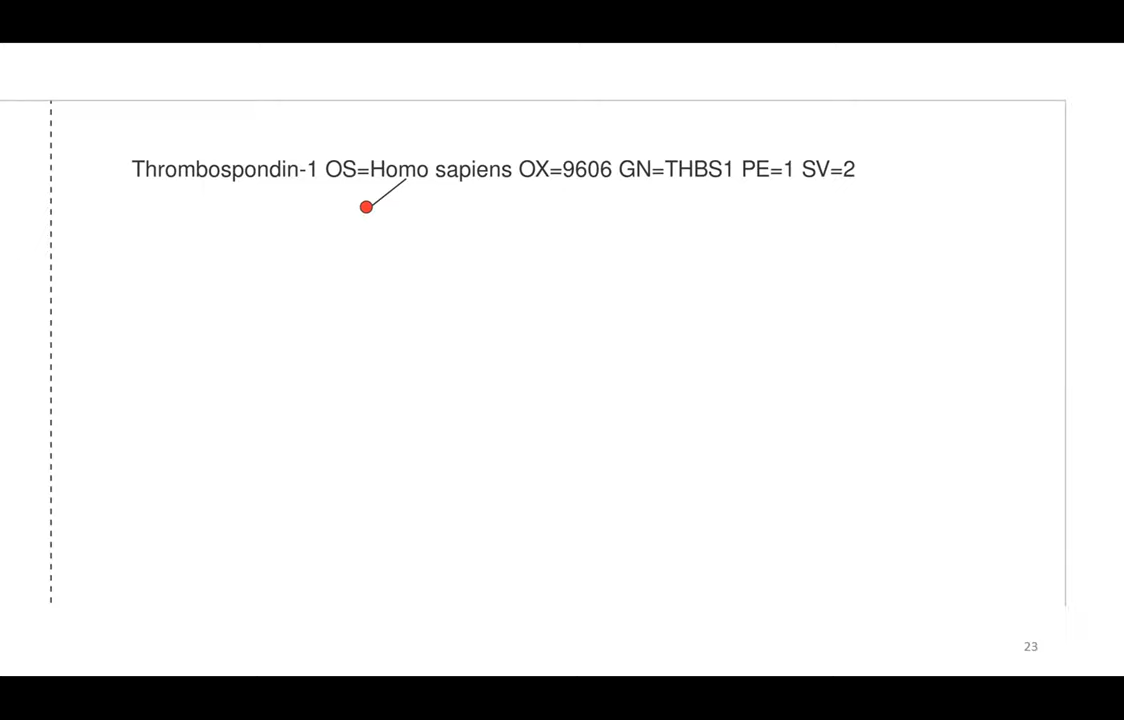 Thrombospondin-1 OS=Homo sapiens OX=9606 GN=THBS1 PE=1 SV=2
23